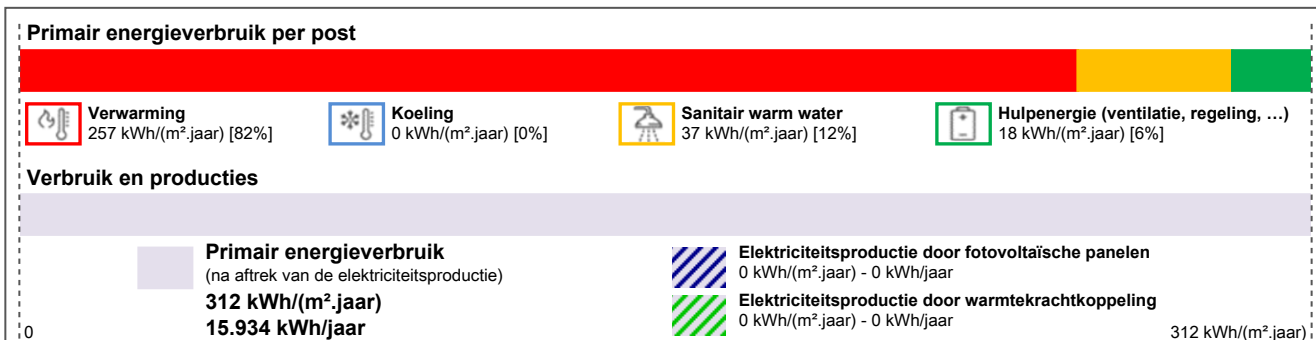 Primair energieverbruik per post
Verwarming
257 kWh/(m².jaar) [82%]
Koeling
0 kWh/(m².jaar) [0%]
Sanitair warm water
37 kWh/(m².jaar) [12%]
Hulpenergie (ventilatie, regeling, …)
18 kWh/(m².jaar) [6%]
Verbruik en producties
Primair energieverbruik
(na aftrek van de elektriciteitsproductie)
312 kWh/(m².jaar)
15.934 kWh/jaar
Elektriciteitsproductie door fotovoltaïsche panelen
0 kWh/(m².jaar) - 0 kWh/jaar
Elektriciteitsproductie door warmtekrachtkoppeling
0 kWh/(m².jaar) - 0 kWh/jaar
0
312 kWh/(m².jaar)